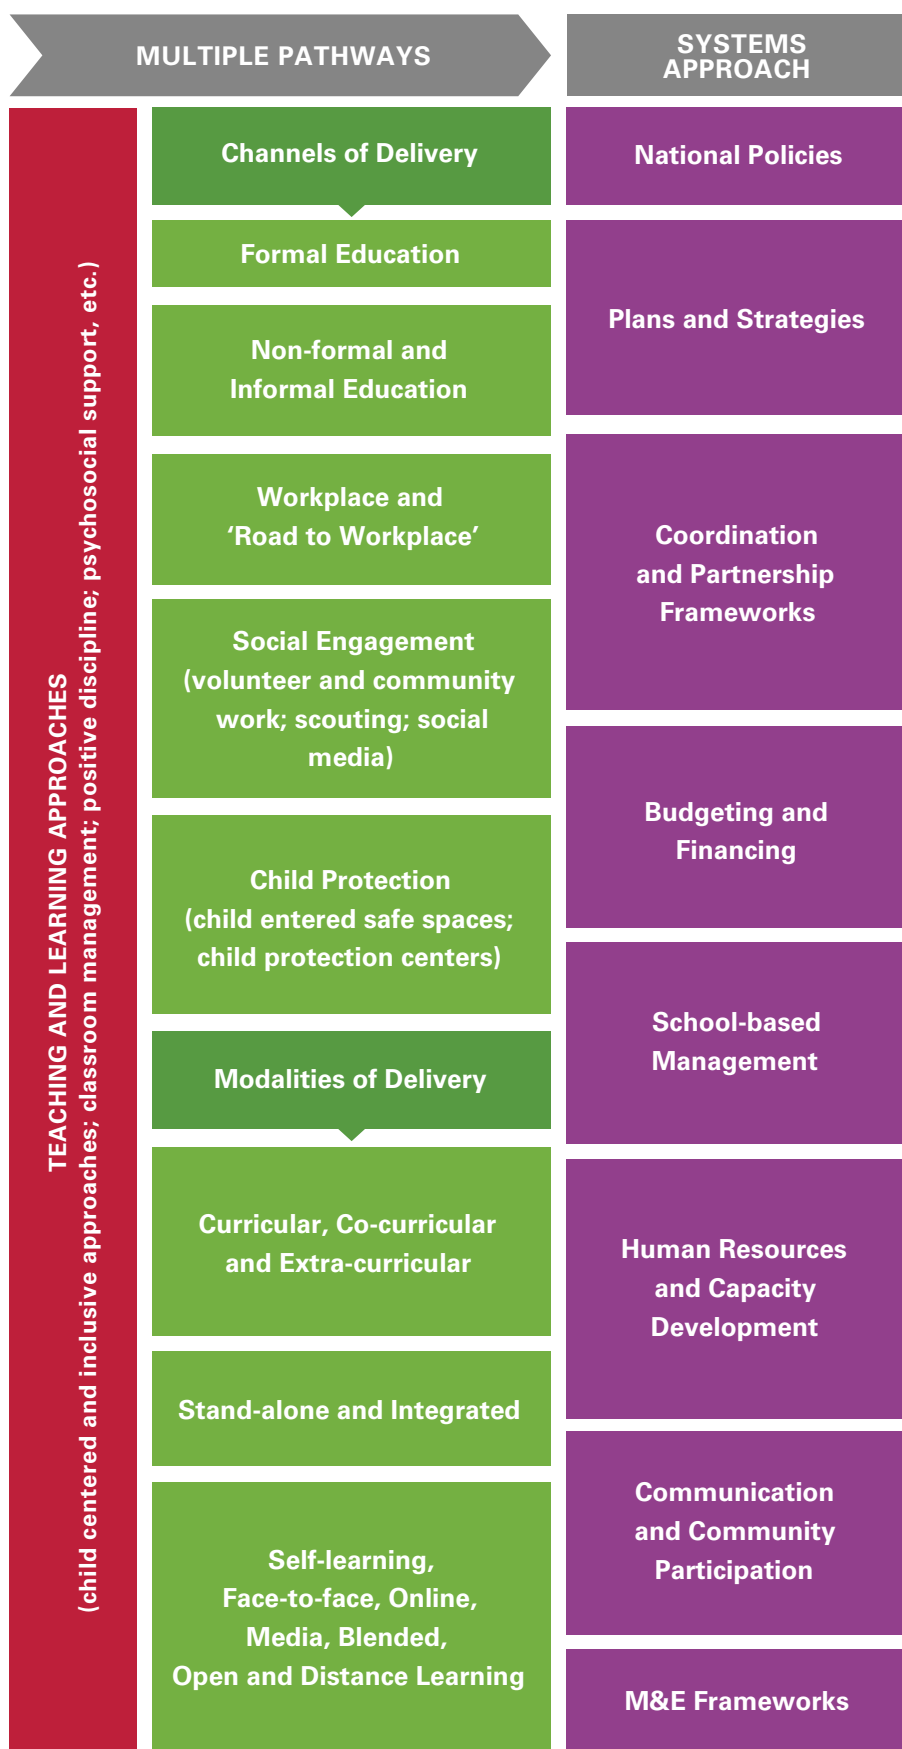 MULTIPLE PATHWAYS
SYSTEMS
APPROACH
TEACHING AND LEARNING APPROACHES
(child centered and inclusive approaches; classroom management; positive discipline; psychosocial support, etc.)
Channels of Delivery
Formal Education
Non-formal and
Informal Education
Workplace and
‘Road to Workplace’
Social Engagement
(volunteer and community
work; scouting; social
media)
Child Protection
(child entered safe spaces;
child protection centers)
Modalities of Delivery
Curricular, Co-curricular
and Extra-curricular
Stand-alone and Integrated
Self-learning,
Face-to-face, Online,
Media, Blended,
Open and Distance Learning
National Policies
Plans and Strategies
Coordination
and Partnership
Frameworks
Budgeting and
Financing
School-based
Management
Human Resources
and Capacity
Development
Communication
and Community
Participation
M&E Frameworks